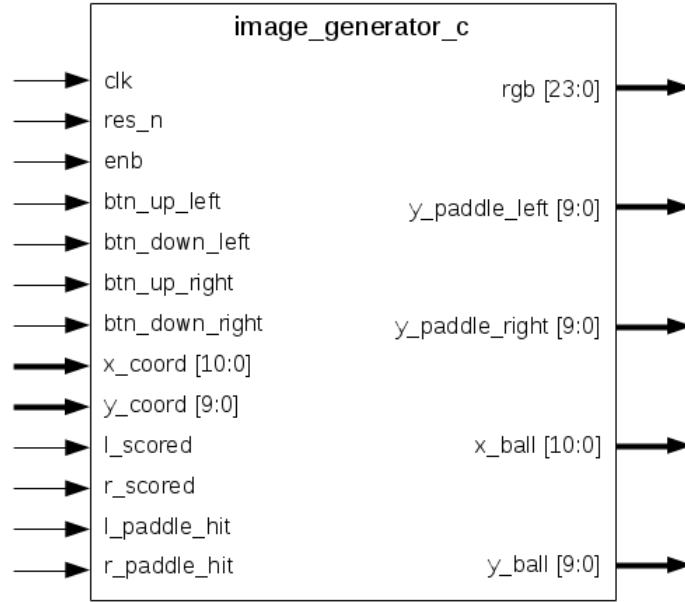 image_generator_c
clk
res_n
enb
btn_up_left
btn_down_left
btn_up_right
btn_down_right
x_coord [10:0]
y_coord [9:0]
l_scored
r_scored
l_paddle_hit
r_paddle_hit
rgb [23:0]
y_paddle_left [9:0]
y_paddle_right [9:0]
x_ball [10:0]
y_ball [9:0]